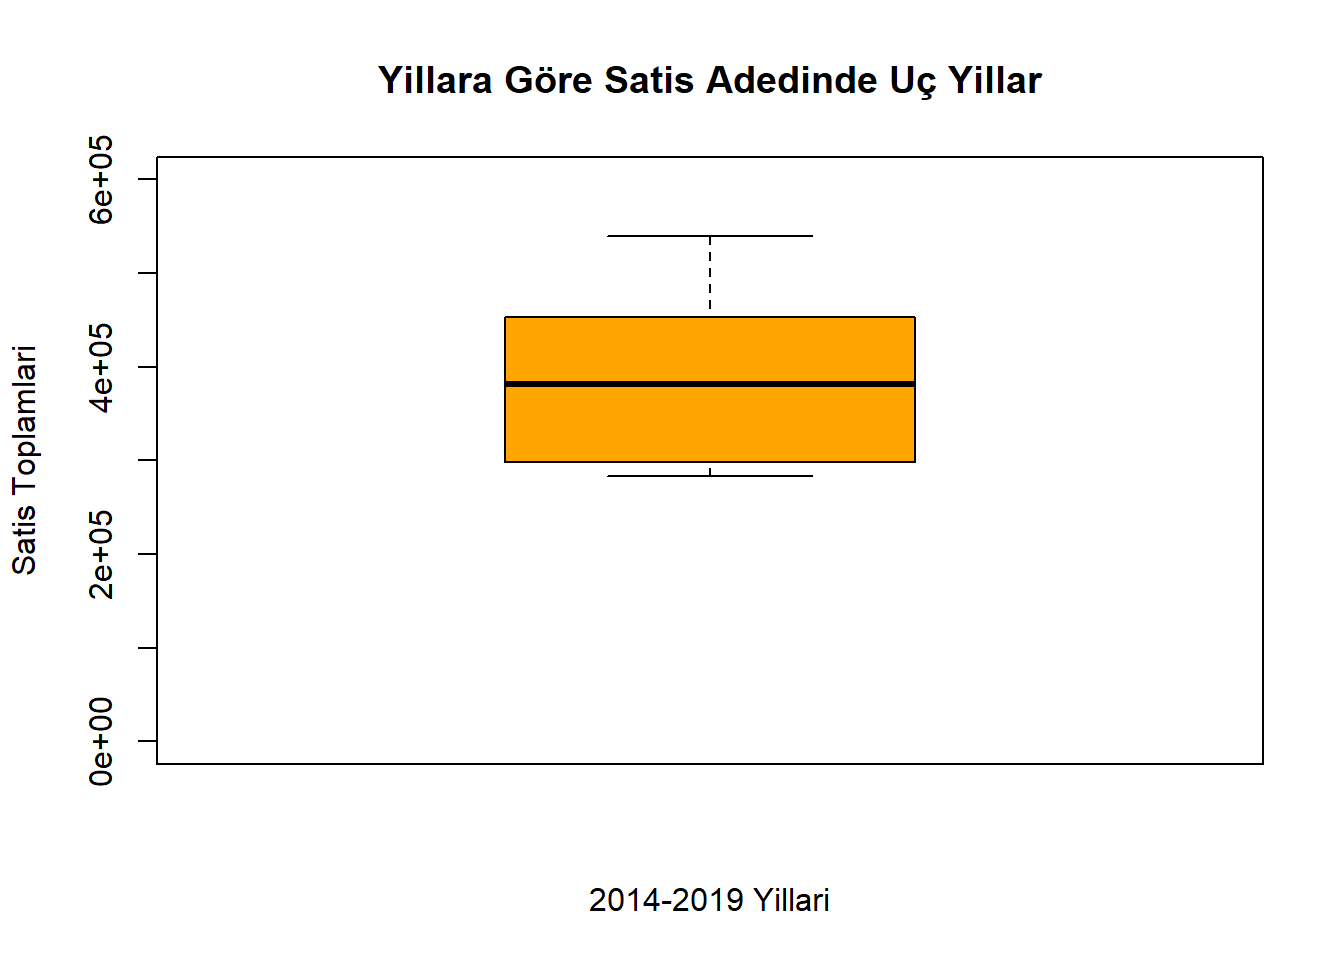 Yillara Göre Satis Adedinde Uç Yillar
Satis Toplamlari
6e+05
4e+05
2e+05
0e+00
2014-2019 Yillari